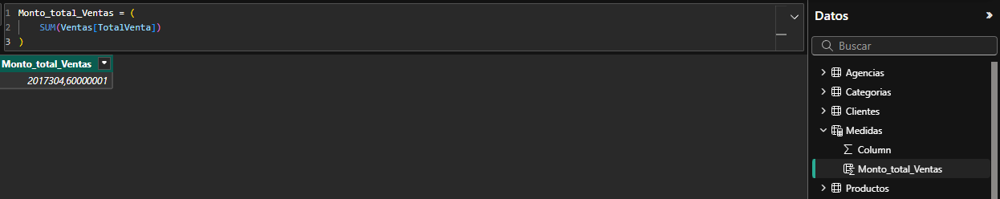 1 Monto_total_Ventas = (
2 SUM(Ventas[TotalVenta])
3 )
Monto_total_Ventas
2017304,60000001
Datos
Buscar
Agencias
Categorias
Clientes
Medidas
Column
Monto_total_Ventas
Productos